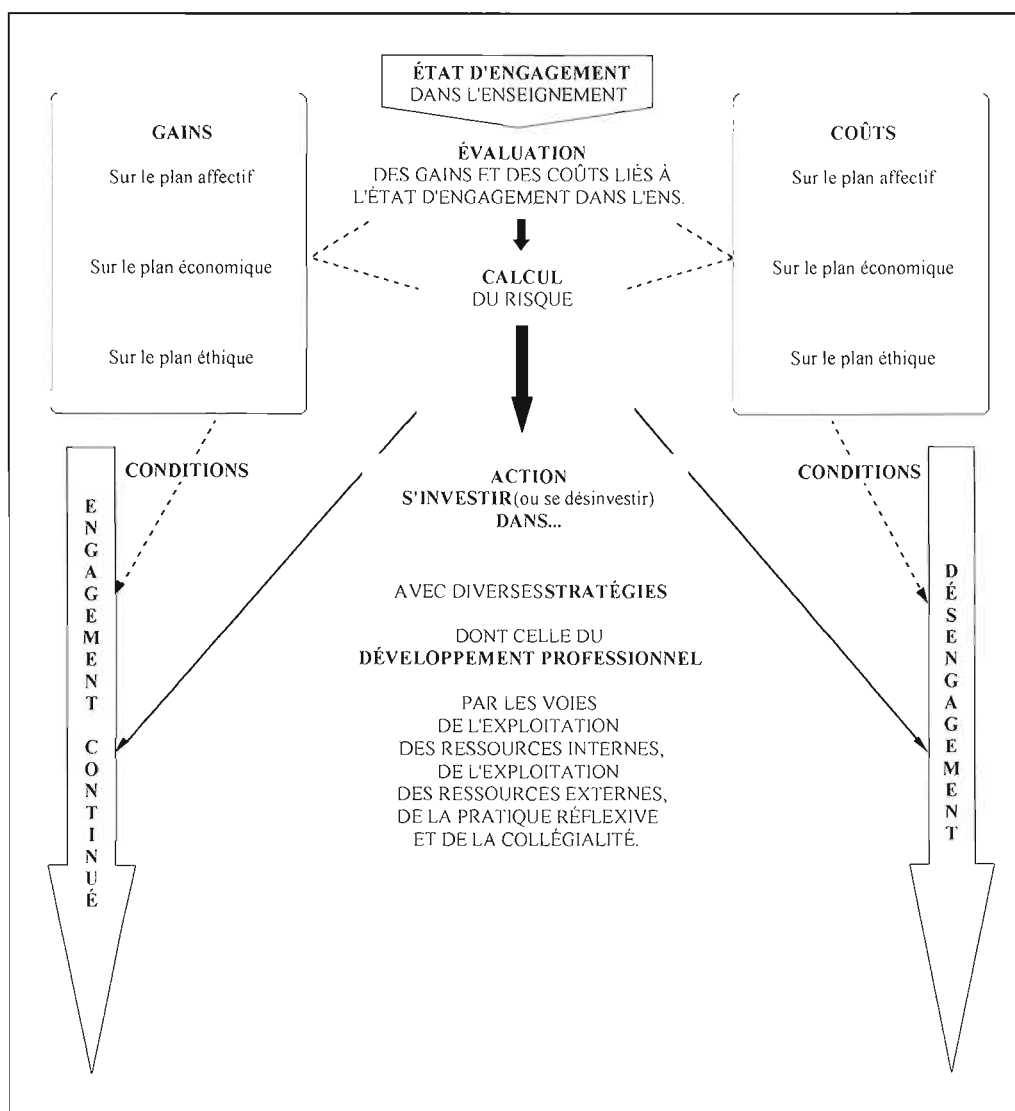 ÉTAT D'ENGAGEMENT
DANS L'ENSEIGNEMENT
GAINS
Sur le plan affectif
Sur le plan économique
Sur le plan éthique
ÉVALUATION
DES GAINS ET DES COÛTS LIÉS À
L'ÉTAT D'ENGAGEMENT DANS L'ENS.
CALCUL
DU RISQUE
COÛTS
Sur le plan affectif
Sur le plan économique
Sur le plan éthique
CONDITIONS
CONDITIONS
ENGAGEMENT CONTINUÉ
ACTION
S'INVESTIR(ou se désinvestir)
DANS...
AVEC DIVERSESSTRATÉGIES
DONT CELLE DU
DÉVELOPPEMENT PROFESSIONNEL
PAR LES VOIES
DE L'EXPLOITATION
DES RESSOURCES INTERNES,
DE L'EXPLOITATION
DES RESSOURCES EXTERNES,
DE LA PRATIQUE RÉFLEXIVE
ET DE LA COLLÉGIALITÉ.
DÉSENGAGEMENT